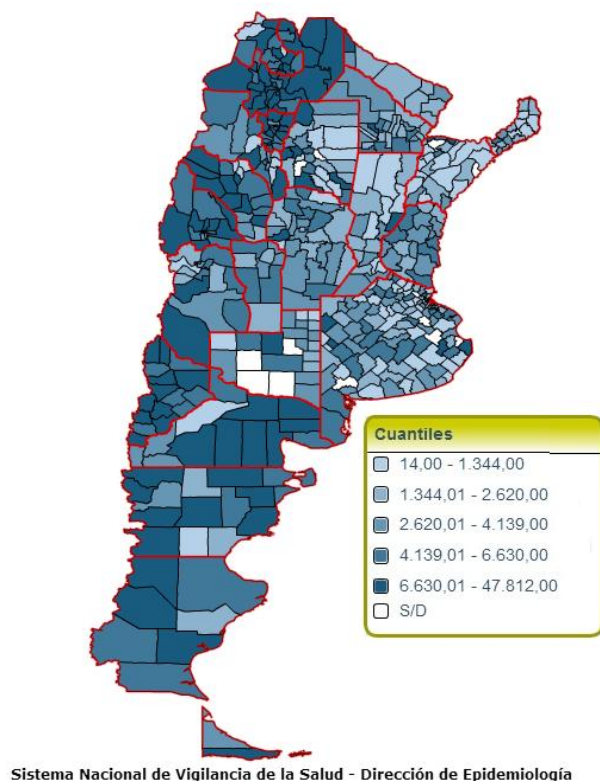 Cuantiles
14,00 - 1.344,00
1.344,01 - 2.620,00
2.620,01 - 4.139,00
4.139,01 - 6.630,00
6.630,01 - 47.812,00
S/D
Sistema Nacional de Vigilancia de la Salud - Dirección de Epidemiología